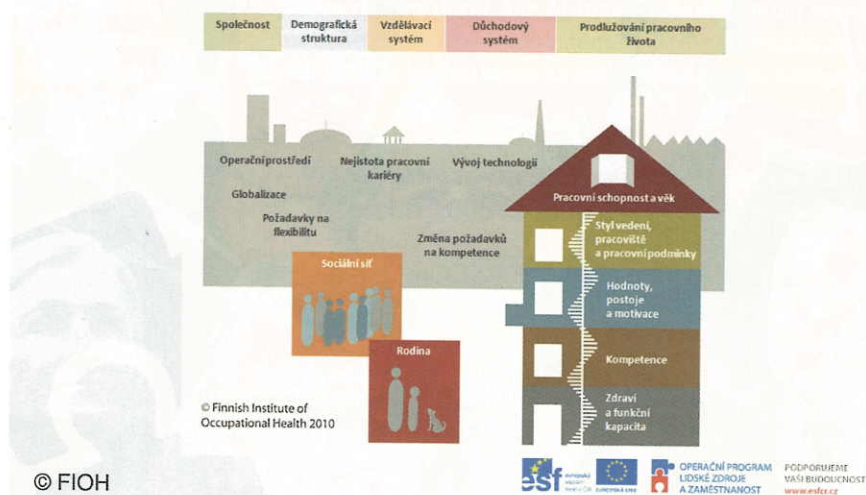 Společnost
Demografická
struktura
Vzdělávací
systém
Důchodový
systém
Prodlužování pracovního
života
Operační prostředí
Nejistota pracovní
kariéry
Vývoj technologií
Globalizace
Požadavky na
flexibilitu
Změna požadavků
na kompetence
Sociální síť
Rodina
Pracovní schopnost a věk
Styl vedení,
pracoviště
a pracovní podmínky
Hodnoty,
postoje
a motivace
Kompetence
Zdraví
a funkční
kapacita
© Finnish Institute of
Occupational Health 2010
© FIOH
esf
EVROPSKÁ UNIE
OPERAČNÍ PROGRAM
LIDSKÉ ZDROJE
A ZAMĚSTNANOST
PODPORUJEME
VAŠI BUDOUCNOST
www.esfcr.cz